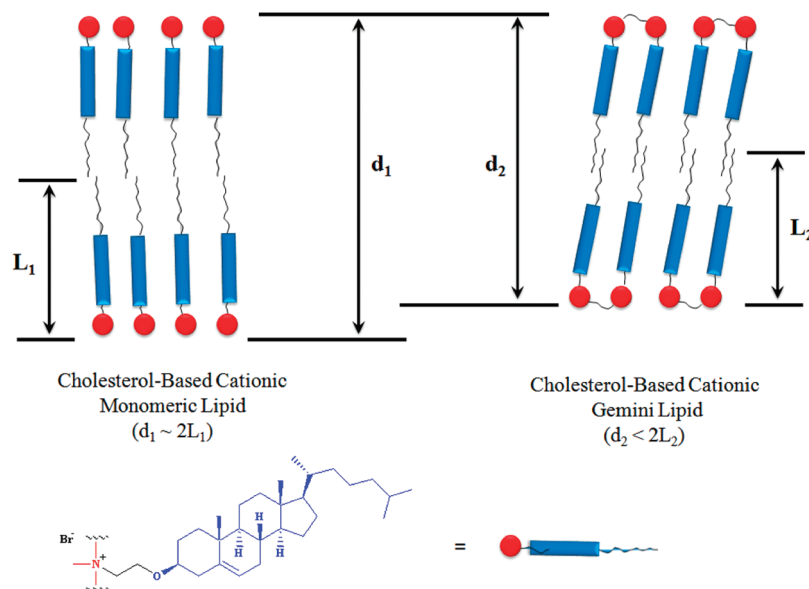 d₁
d₂
L₁
L₂
Cholesterol-Based Cationic
Monomeric Lipid
(d₁ ~ 2L₁)
Cholesterol-Based Cationic
Gemini Lipid
(d₂ < 2L₂)
Br⁻
N⁺
O
H
H
H
=